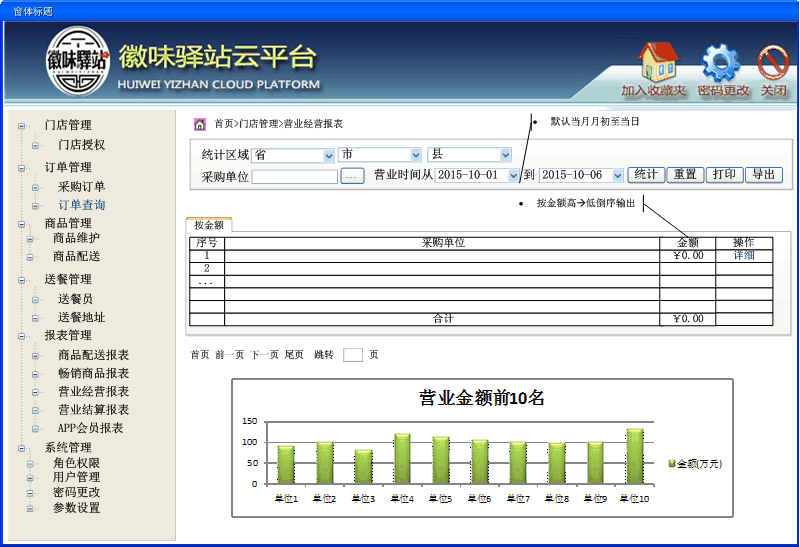 窗体标题
徽味驿站
徽味驿站云平台
HUIWEI YIZHAN CLOUD PLATFORM
加入收藏夹 密码更改 关闭
门店管理
门店授权
订单管理
采购订单
订单查询
商品管理
商品维护
商品配送
送餐管理
送餐员
送餐地址
报表管理
商品配送报表
畅销商品报表
营业经营报表
营业结算报表
APP会员报表
系统管理
角色权限
用户管理
密码更改
参数设置
首页>门店管理>营业经营报表
• 默认当月月初至当日
统计区域 省 市 县
采购单位 ... 营业时间从 2015-10-01 到 2015-10-06 统计 重置 打印 导出
• 按金额高→低倒序输出
按金额
序号 采购单位 金额 操作
1 ￥0.00 详细
2
...
合计 ￥0.00
首页 前一页 下一页 尾页 跳转 页
营业金额前10名
150
100
50
0
单位1 单位2 单位3 单位4 单位5 单位6 单位7 单位8 单位9 单位10
金额(万元)